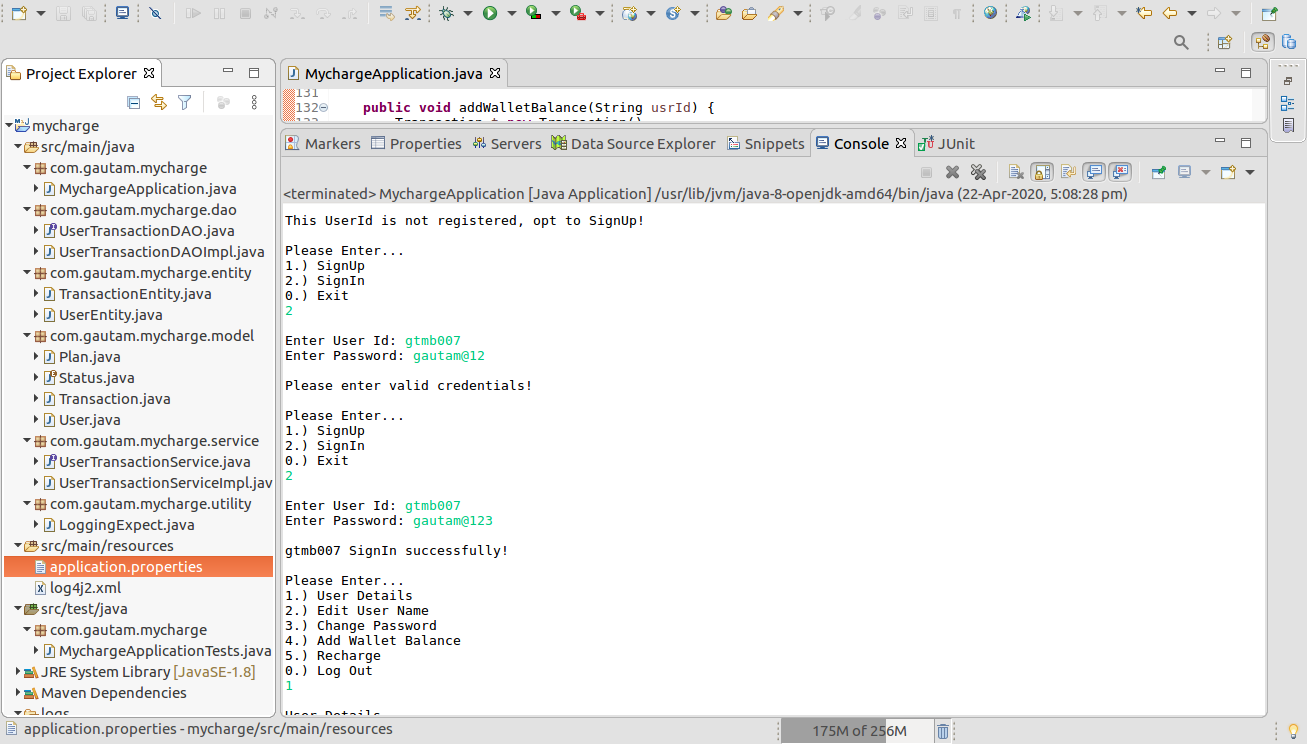 Project Explorer
mycharge
src/main/java
com.gautam.mycharge
MychargeApplication.java
com.gautam.mycharge.dao
UserTransactionDAO.java
UserTransactionDAOImpl.java
com.gautam.mycharge.entity
TransactionEntity.java
UserEntity.java
com.gautam.mycharge.model
Plan.java
Status.java
Transaction.java
User.java
com.gautam.mycharge.service
UserTransactionService.java
UserTransactionServiceImpl.jav
com.gautam.mycharge.utility
LoggingExpect.java
src/main/resources
application.properties
log4j2.xml
src/test/java
com.gautam.mycharge
MychargeApplicationTests.java
JRE System Library [JavaSE-1.8]
Maven Dependencies
logs
MychargeApplication.java
131
132 public void addWalletBalance(String usrId) {
133 Transaction t=new Transaction()
Markers Properties Servers Data Source Explorer Snippets Console JUnit
<terminated> MychargeApplication [Java Application] /usr/lib/jvm/java-8-openjdk-amd64/bin/java (22-Apr-2020, 5:08:28 pm)
This UserId is not registered, opt to SignUp!
Please Enter...
1.) SignUp
2.) SignIn
0.) Exit
2
Enter User Id: gtmb007
Enter Password: gautam@12
Please enter valid credentials!
Please Enter...
1.) SignUp
2.) SignIn
0.) Exit
2
Enter User Id: gtmb007
Enter Password: gautam@123
gtmb007 SignIn successfully!
Please Enter...
1.) User Details
2.) Edit User Name
3.) Change Password
4.) Add Wallet Balance
5.) Recharge
0.) Log Out
1
User Details
application.properties - mycharge/src/main/resources
175M of 256M